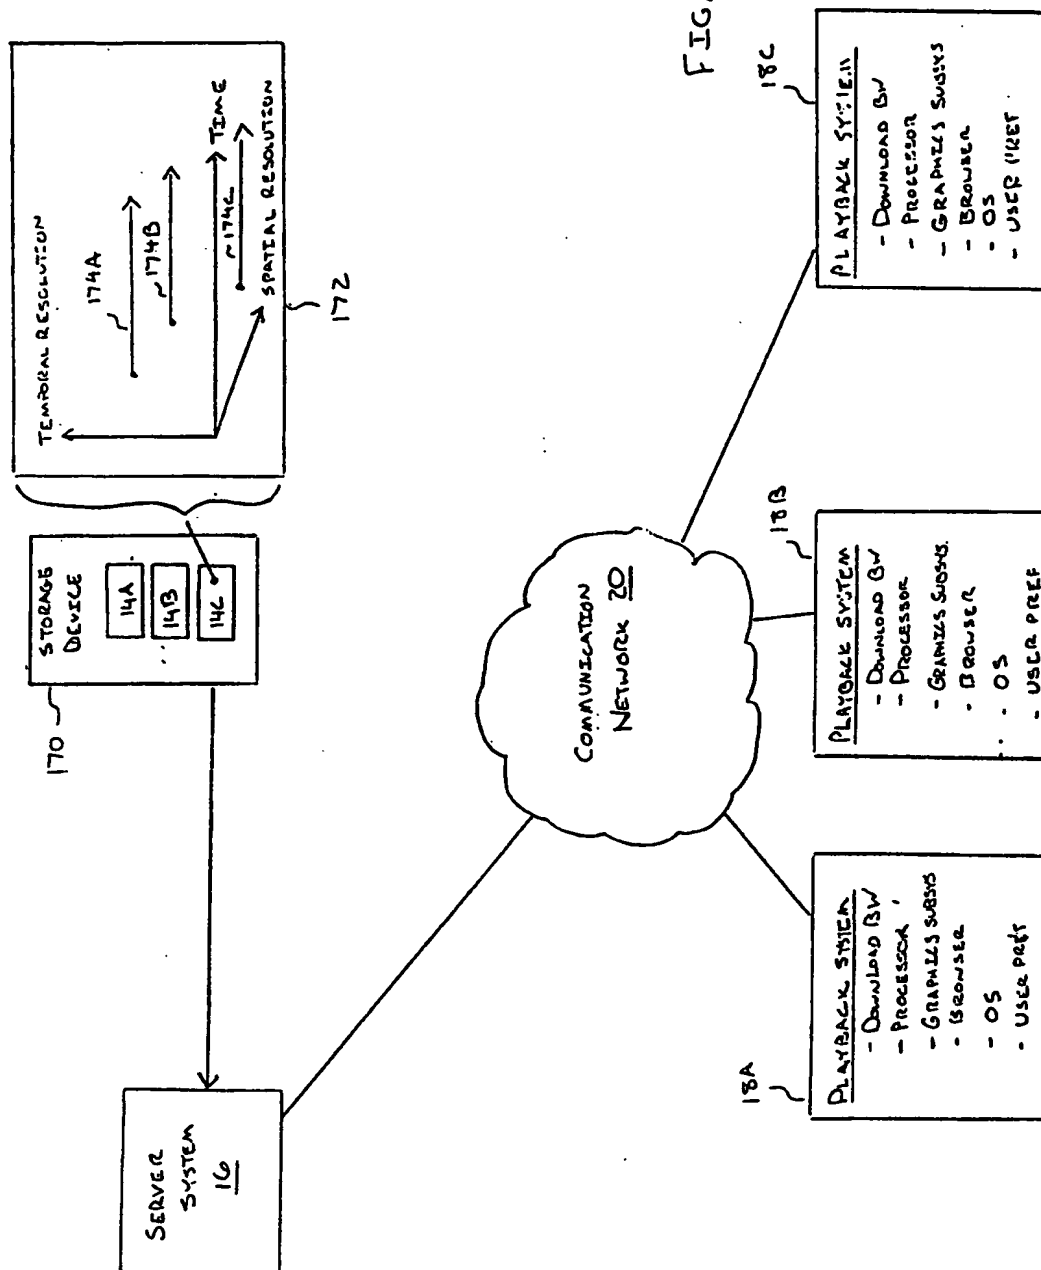 SERVER
SYSTEM
16
170
STORAGE
DEVICE
14A
14B
14C
TEMPORAL RESOLUTION
174A
~174B
TIME
~174C
SPATIAL RESOLUTION
172
COMMUNICATION
NETWORK 20
FIG.
18A
PLAYBACK SYSTEM
- DOWNLOAD BW
- PROCESSOR
- GRAPHICS SUBSYS
- BROWSER
- OS
- USER PREF
18B
PLAYBACK SYSTEM
- DOWNLOAD BW
- PROCESSOR
- GRAPHICS SUBSYS.
- BROWSER
- OS
- USER PREF
18C
PLAYBACK SYSTEM
- DOWNLOAD BW
- PROCESSOR
- GRAPHICS SUBSYS
- BROWSER
- OS
- USER PREF